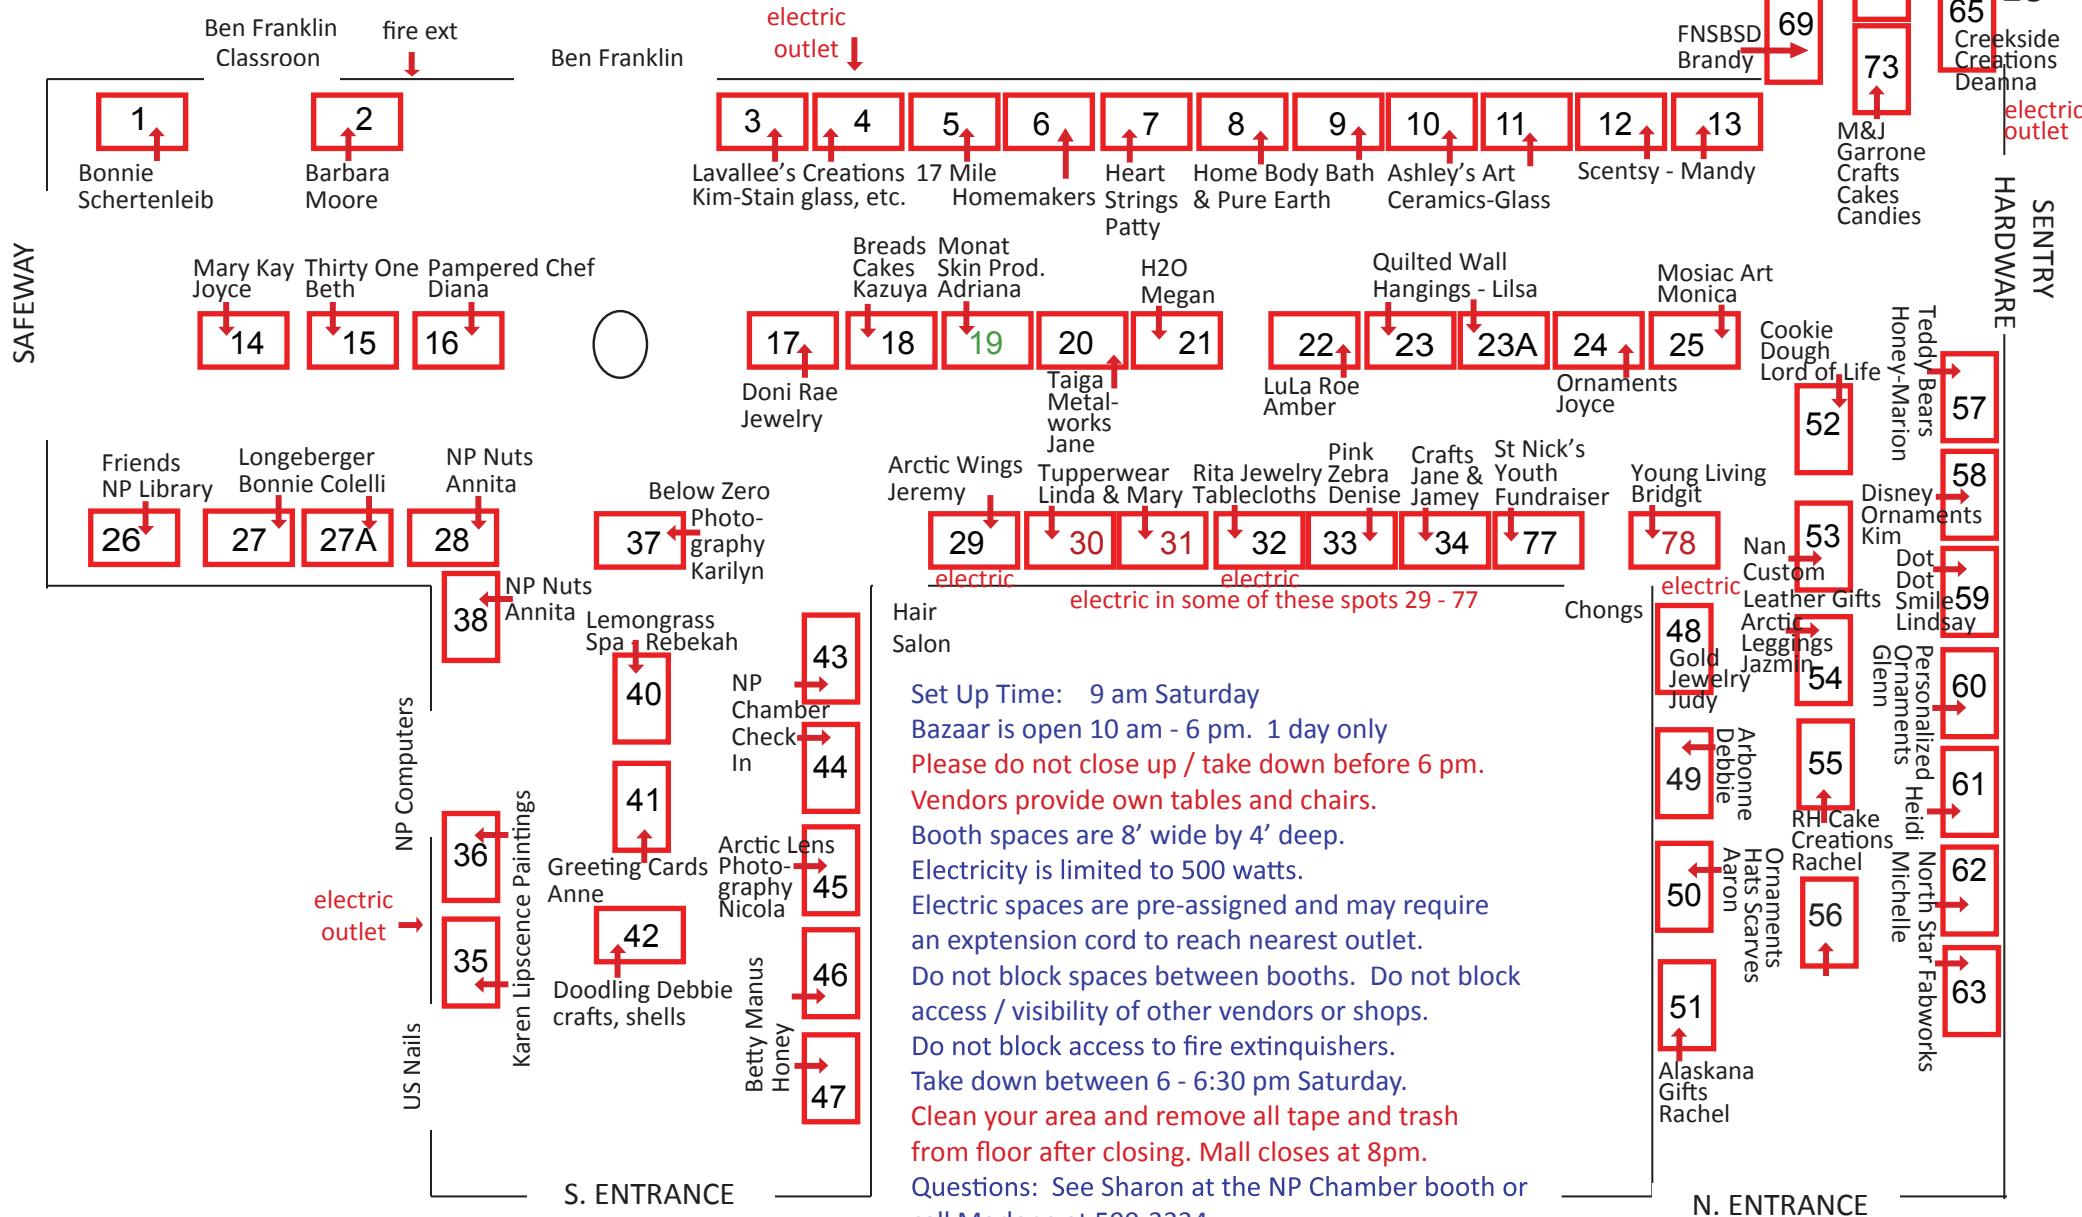 Ben Franklin
Classroon
fire ext
Ben Franklin
electric
outlet
FNSBSD
Brandy
69
73
65
Creekside
Creations
Deanna
electric
outlet
1
2
3
4
5
6
7
8
9
10
11
12
13
Bonnie
Schertenleib
Barbara
Moore
Lavallee's Creations
Kim-Stain glass, etc.
17 Mile
Homemakers
Heart
Strings
Patty
Home Body Bath
& Pure Earth
Ashley's Art
Ceramics-Glass
Scentsy - Mandy
M&J
Garrone
Crafts
Cakes
Candies
SAFEWAY
SENTRY
HARDWARE
Mary Kay
Joyce
Thirty One
Beth
Pampered Chef
Diana
Breads
Cakes
Kazuya
Monat
Skin Prod.
Adriana
H2O
Megan
Quilted Wall
Hangings - Lilsa
Mosiac Art
Monica
14
15
16
17
18
19
20
21
22
23
23A
24
25
Doni Rae
Jewelry
Taiga
Metal-
works
Jane
LuLa Roe
Amber
Ornaments
Joyce
Cookie
Dough
Lord of Life
52
Teddy Bears
Honey-Marion
57
Friends
NP Library
Longeberger
Bonnie Colelli
NP Nuts
Annita
Below Zero
Photo-
graphy
Karilyn
Arctic Wings
Jeremy
Tupperwear
Linda & Mary
Rita Jewelry
Tablecloths
Pink
Zebra
Denise
Crafts
Jane &
Jamey
St Nick's
Youth
Fundraiser
Young Living
Bridgit
26
27
27A
28
37
29
30
31
32
33
34
77
78
electric
electric
electric in some of these spots 29 - 77
electric
Nan
Custom
Leather Gifts
53
Disney
Ornaments
Kim
58
Dot
Dot
Smile
Lindsay
59
38
NP Nuts
Annita
Lemongrass
Spa - Rebekah
40
43
Hair
Salon
Chongs
48
Gold
Jewelry
Judy
Arctic
Leggings
Jazmin
54
Personalized
Ornaments
Glenn
Heidi
60
61
NP
Chamber
Check
In
44
NP Computers
41
Greeting Cards
Anne
36
35
Karen Lipscence Paintings
electric
outlet
US Nails
42
Doodling Debbie
crafts, shells
Arctic Lens
Photo-
graphy
Nicola
45
46
Betty Manus
Honey
47
Set Up Time: 9 am Saturday
Bazaar is open 10 am - 6 pm. 1 day only
Please do not close up / take down before 6 pm.
Vendors provide own tables and chairs.
Booth spaces are 8' wide by 4' deep.
Electricity is limited to 500 watts.
Electric spaces are pre-assigned and may require
an exptension cord to reach nearest outlet.
Do not block spaces between booths. Do not block
access / visibility of other vendors or shops.
Do not block access to fire extinquishers.
Take down between 6 - 6:30 pm Saturday.
Clean your area and remove all tape and trash
from floor after closing. Mall closes at 8pm.
Questions: See Sharon at the NP Chamber booth or
49
Arbonne
Debbie
55
RH Cake
Creations
Rachel
50
Ornaments
Hats Scarves
Aaron
56
62
North Star Fabworks
Michelle
63
51
Alaskana
Gifts
Rachel
S. ENTRANCE
N. ENTRANCE